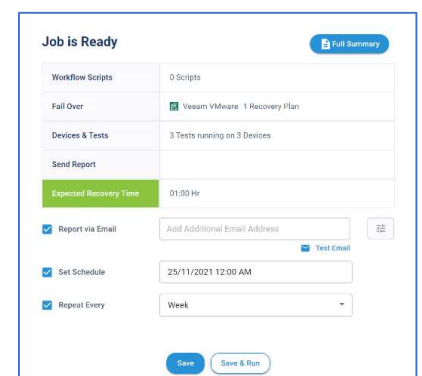 Job is Ready
Full Summary
Workflow Scripts
0 Scripts
Fail Over
Veeam VMware 1 Recovery Plan
Devices & Tests
3 Tests running on 3 Devices
Send Report
Expected Recovery Time
01:00 Hr
Report via Email
Add Additional Email Address
Test Email
Set Schedule
25/11/2021 12:00 AM
Repeat Every
Week
Save
Save & Run